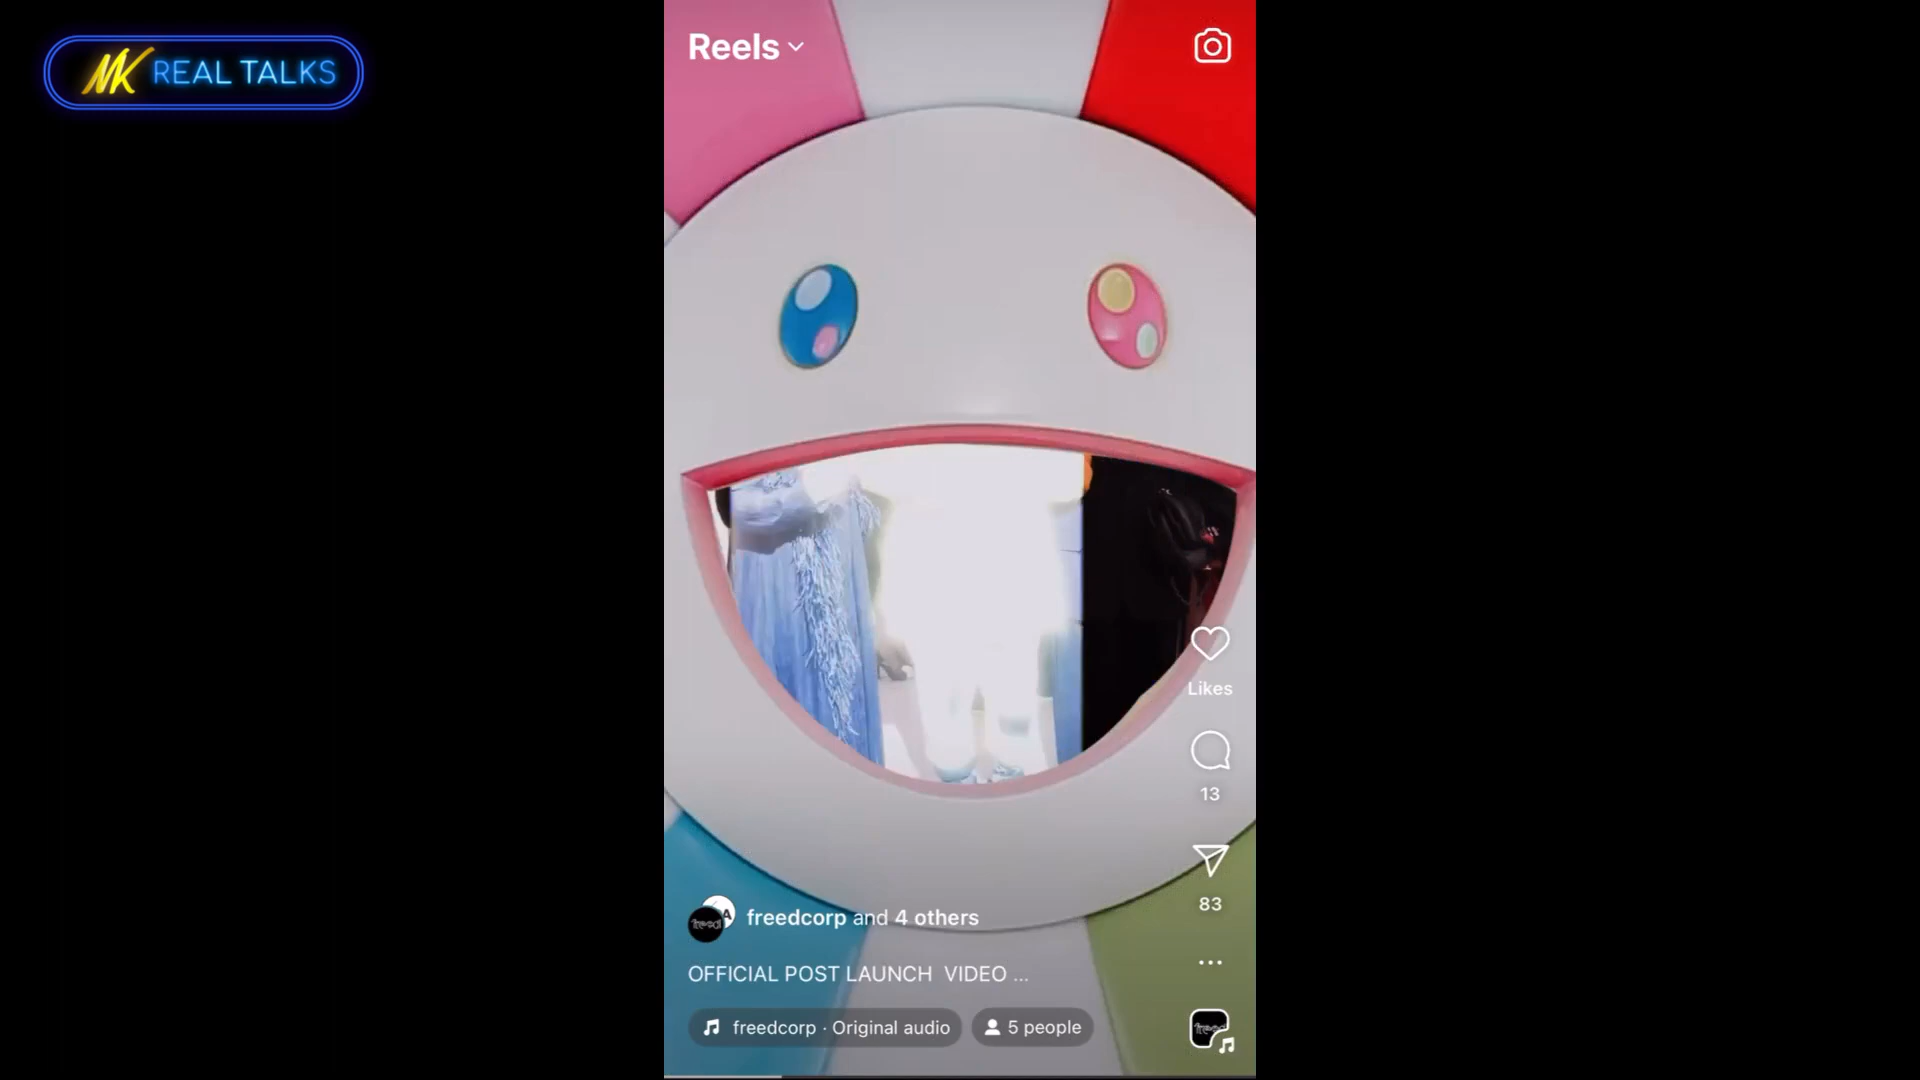 NK REAL TALKS
Reels
Likes
13
83
freedcorp and 4 others
OFFICIAL POST LAUNCH VIDEO ...
freedcorp · Original audio
5 people